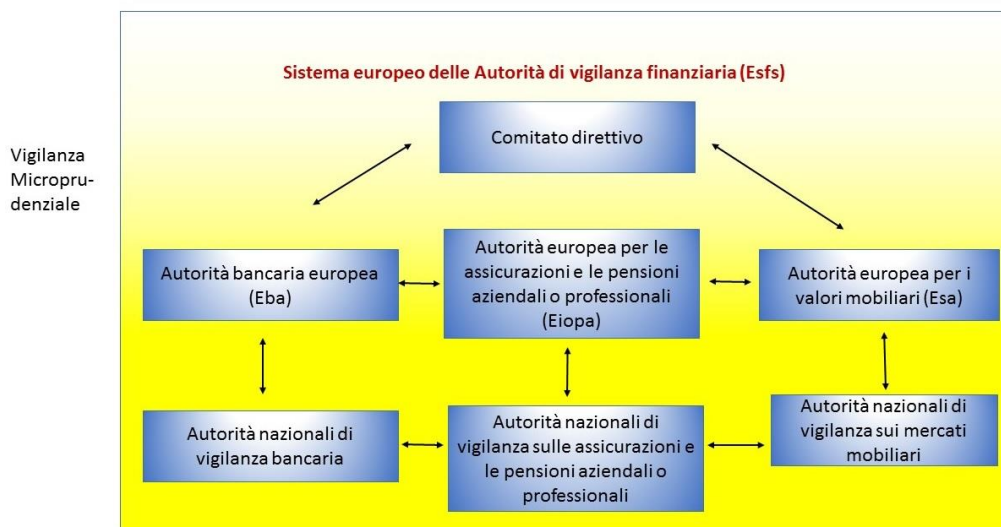 Sistema europeo delle Autorità di vigilanza finanziaria (Esfs)
Comitato direttivo
Vigilanza
Micropru-
denziale
Autorità bancaria europea
(Eba)
Autorità europea per le
assicurazioni e le pensioni
aziendali o professionali
(Eiopa)
Autorità europea per i
valori mobiliari (Esa)
Autorità nazionali di
vigilanza bancaria
Autorità nazionali di
vigilanza sulle assicurazioni e
le pensioni aziendali o
professionali
Autorità nazionali di
vigilanza sui mercati
mobiliari